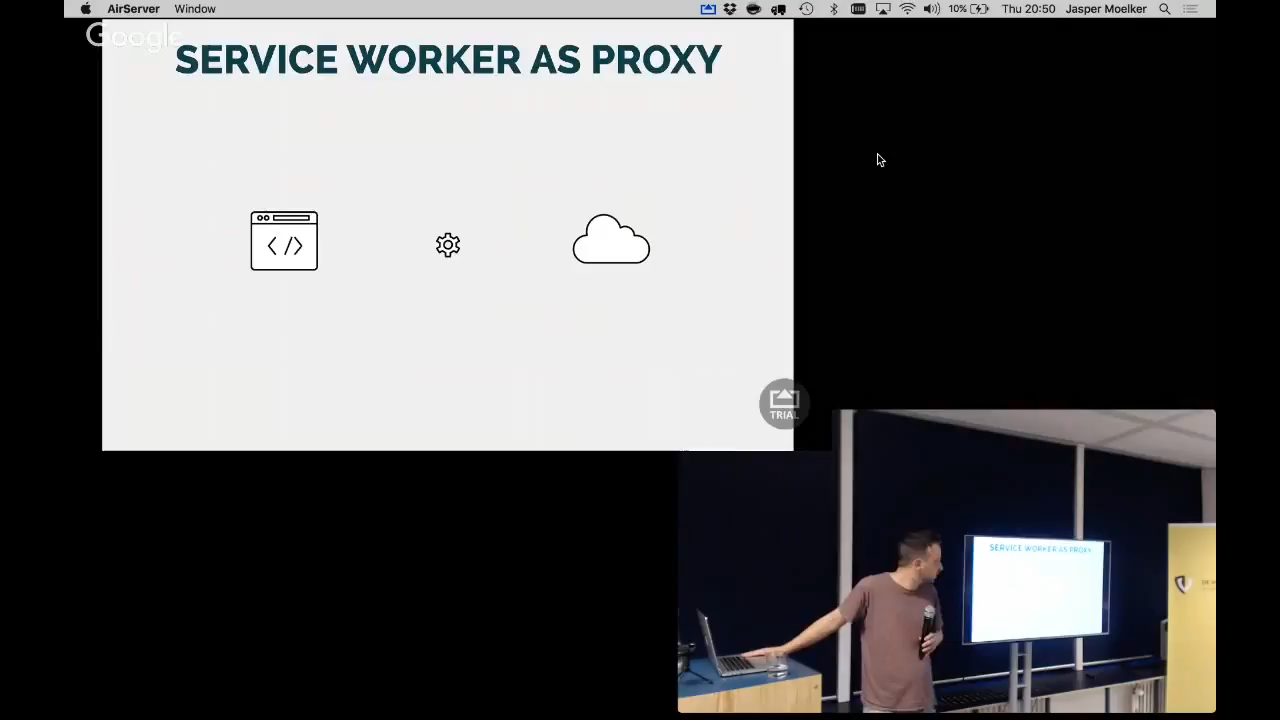 AirServer Window 10% Thu 20:50 Jasper Moelker
Google
SERVICE WORKER AS PROXY
</>
TRIAL
SERVICE WORKER AS PROXY